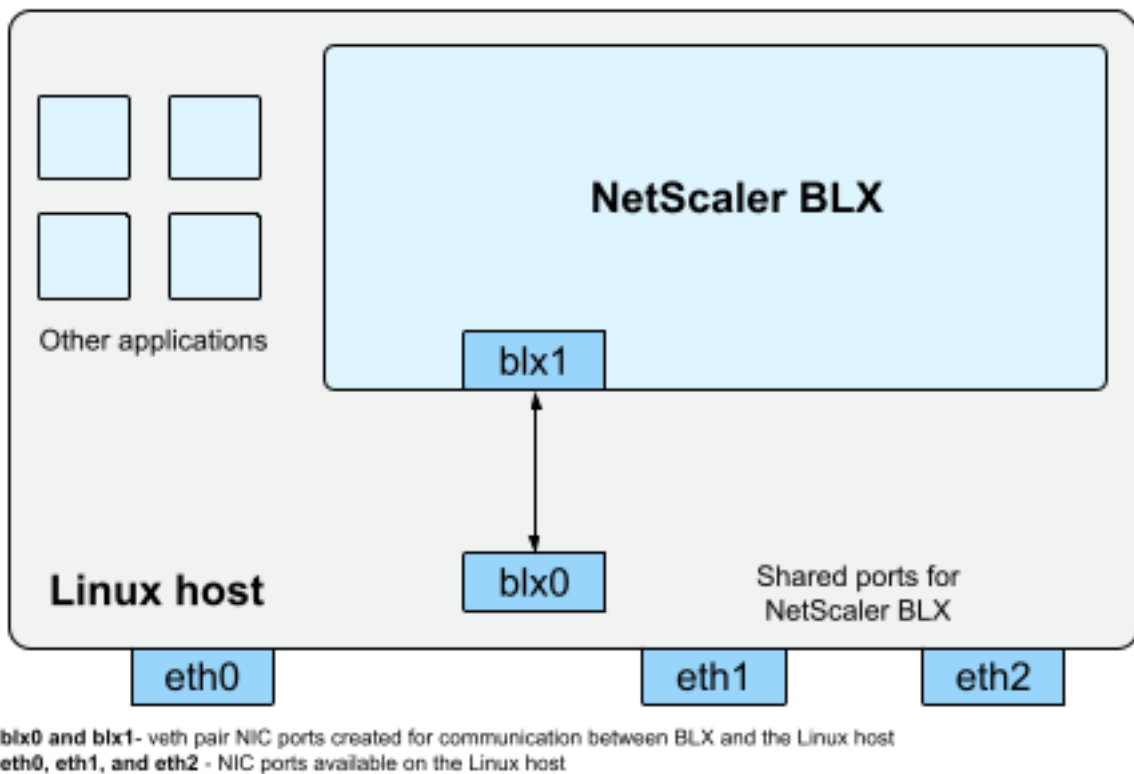 NetScaler BLX
Other applications
blx1
blx0
Linux host
Shared ports for
NetScaler BLX
eth0
eth1
eth2
blx0 and blx1- veth pair NIC ports created for communication between BLX and the Linux host
eth0, eth1, and eth2 - NIC ports available on the Linux host